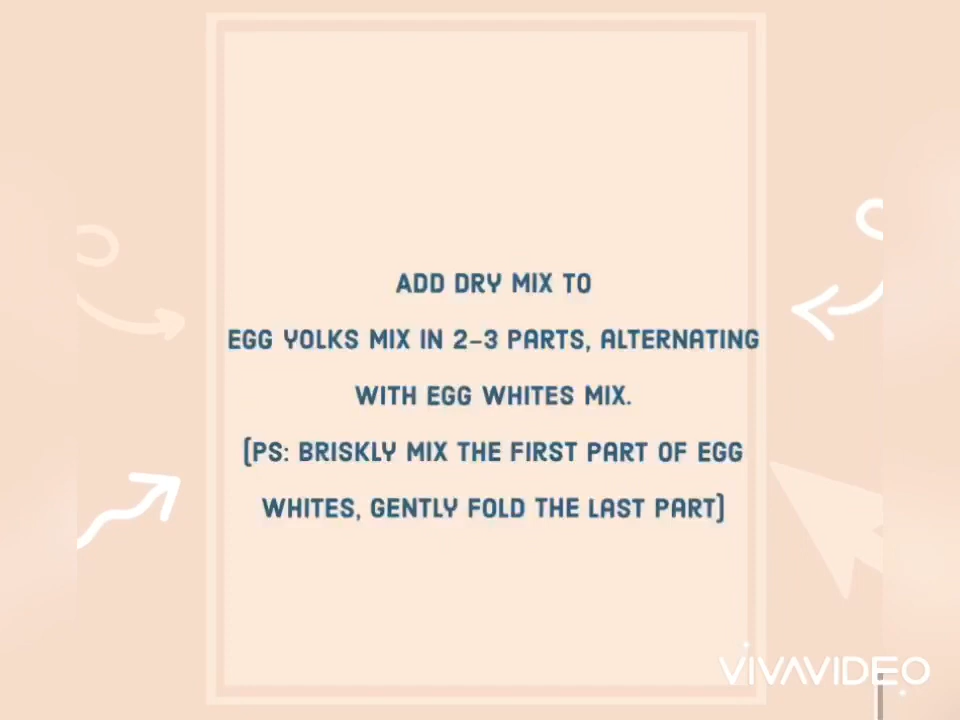 ADD DRY MIX TO
EGG YOLKS MIX IN 2-3 PARTS, ALTERNATING
WITH EGG WHITES MIX.
(PS: BRISKLY MIX THE FIRST PART OF EGG
WHITES, GENTLY FOLD THE LAST PART)
VIVAVIDEO